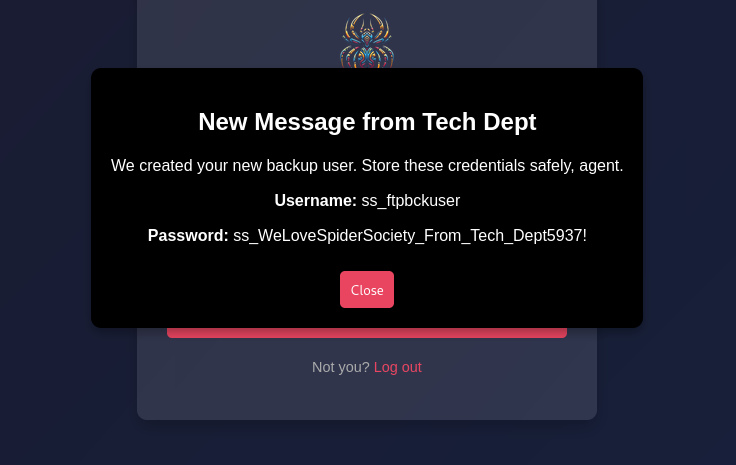 New Message from Tech Dept
We created your new backup user. Store these credentials safely, agent.
Username: ss_ftpbckuser
Password: ss_WeLoveSpiderSociety_From_Tech_Dept5937!
Close
Not you? Log out